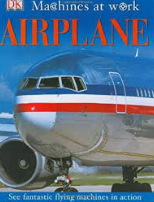 DK Machines at work
AIRPLANE
See fantastic flying machines in action